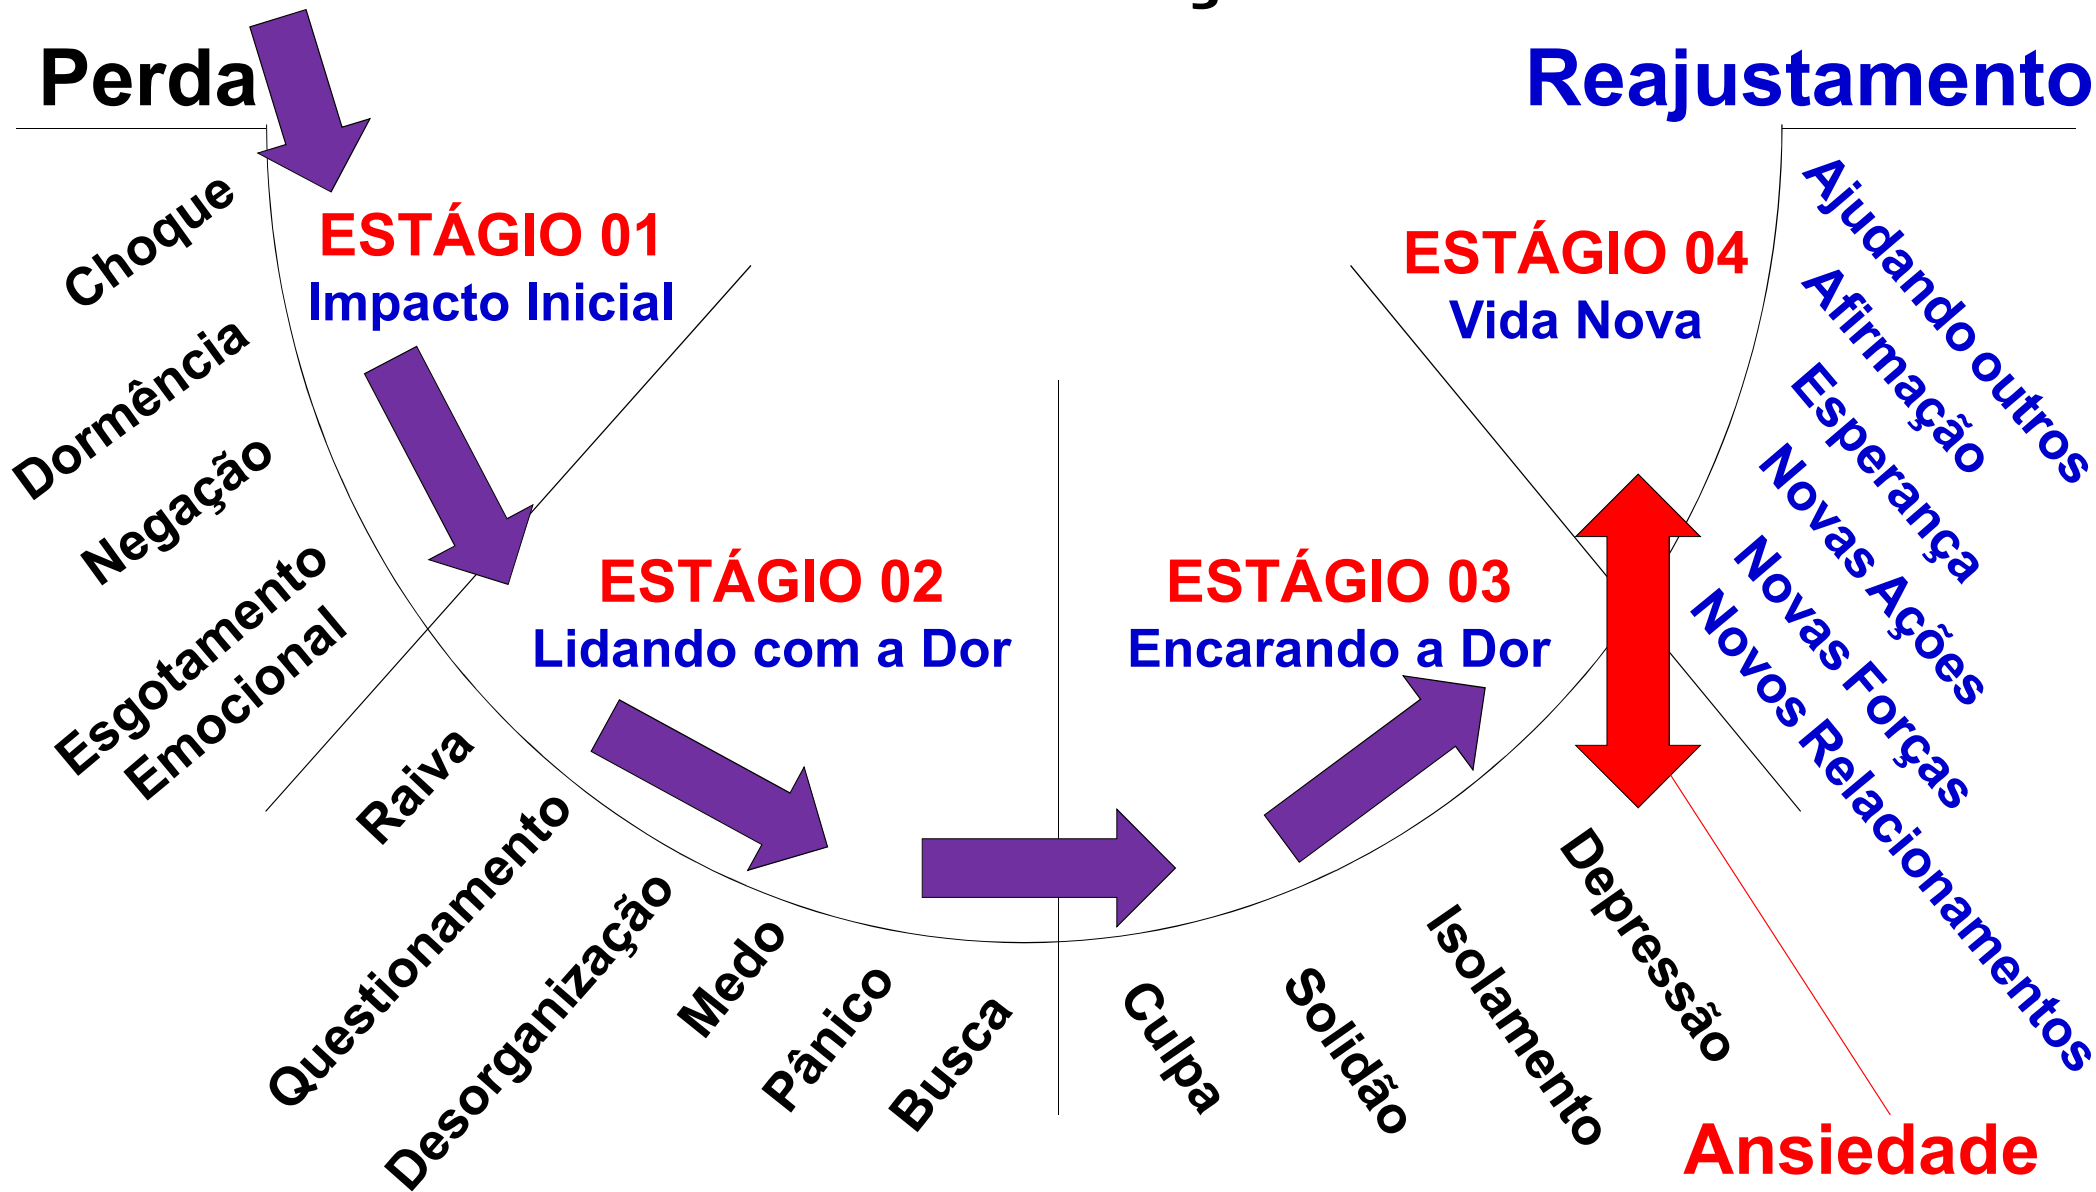 Perda
Reajustamento
Choque
Dormência
Negação
Esgotamento
Emocional
ESTÁGIO 01
Impacto Inicial
ESTÁGIO 02
Lidando com a Dor
Raiva
Questionamento
Desorganização
Medo
Pânico
Busca
ESTÁGIO 03
Encarando a Dor
Culpa
Solidão
Isolamento
Depressão
Ansiedade
ESTÁGIO 04
Vida Nova
Ajudando outros
Afirmação
Esperança
Novas Ações
Novas Forças
Novos Relacionamentos